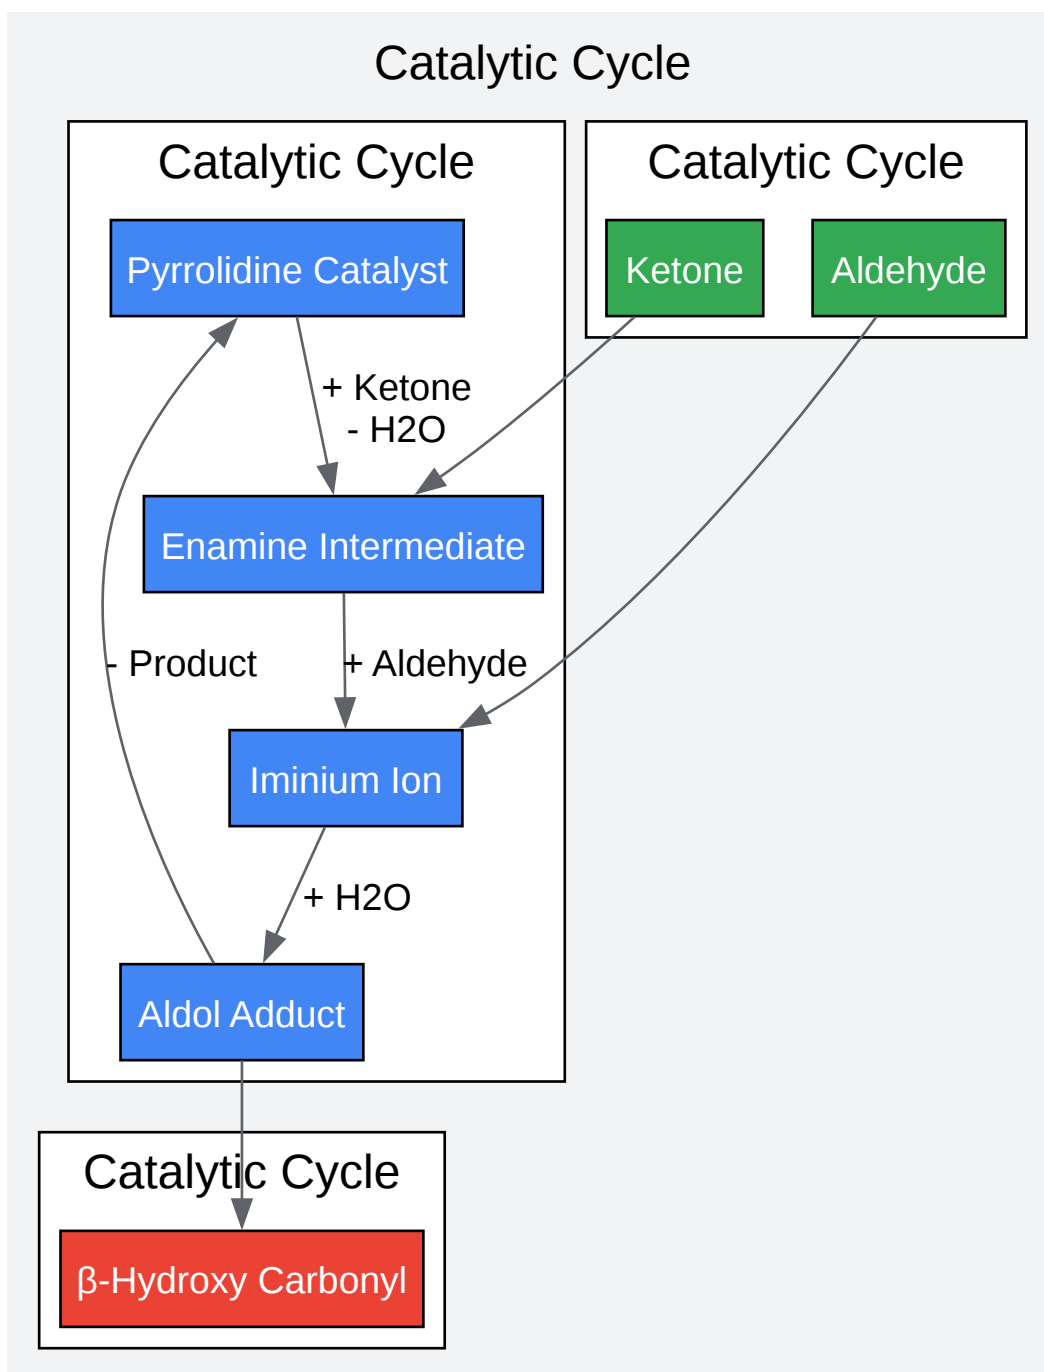 Catalytic Cycle
Catalytic Cycle
Catalytic Cycle
Pyrrolidine Catalyst
Ketone
Aldehyde
+ Ketone
- H2O
Enamine Intermediate
- Product
+ Aldehyde
Iminium Ion
+ H2O
Aldol Adduct
Catalytic Cycle
β-Hydroxy Carbonyl